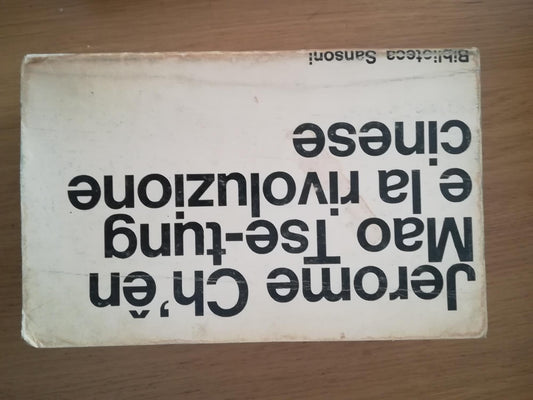 Jerome Ch'ên
Mao Tse-tung
e la rivoluzione
cinese
Biblioteca Sansoni